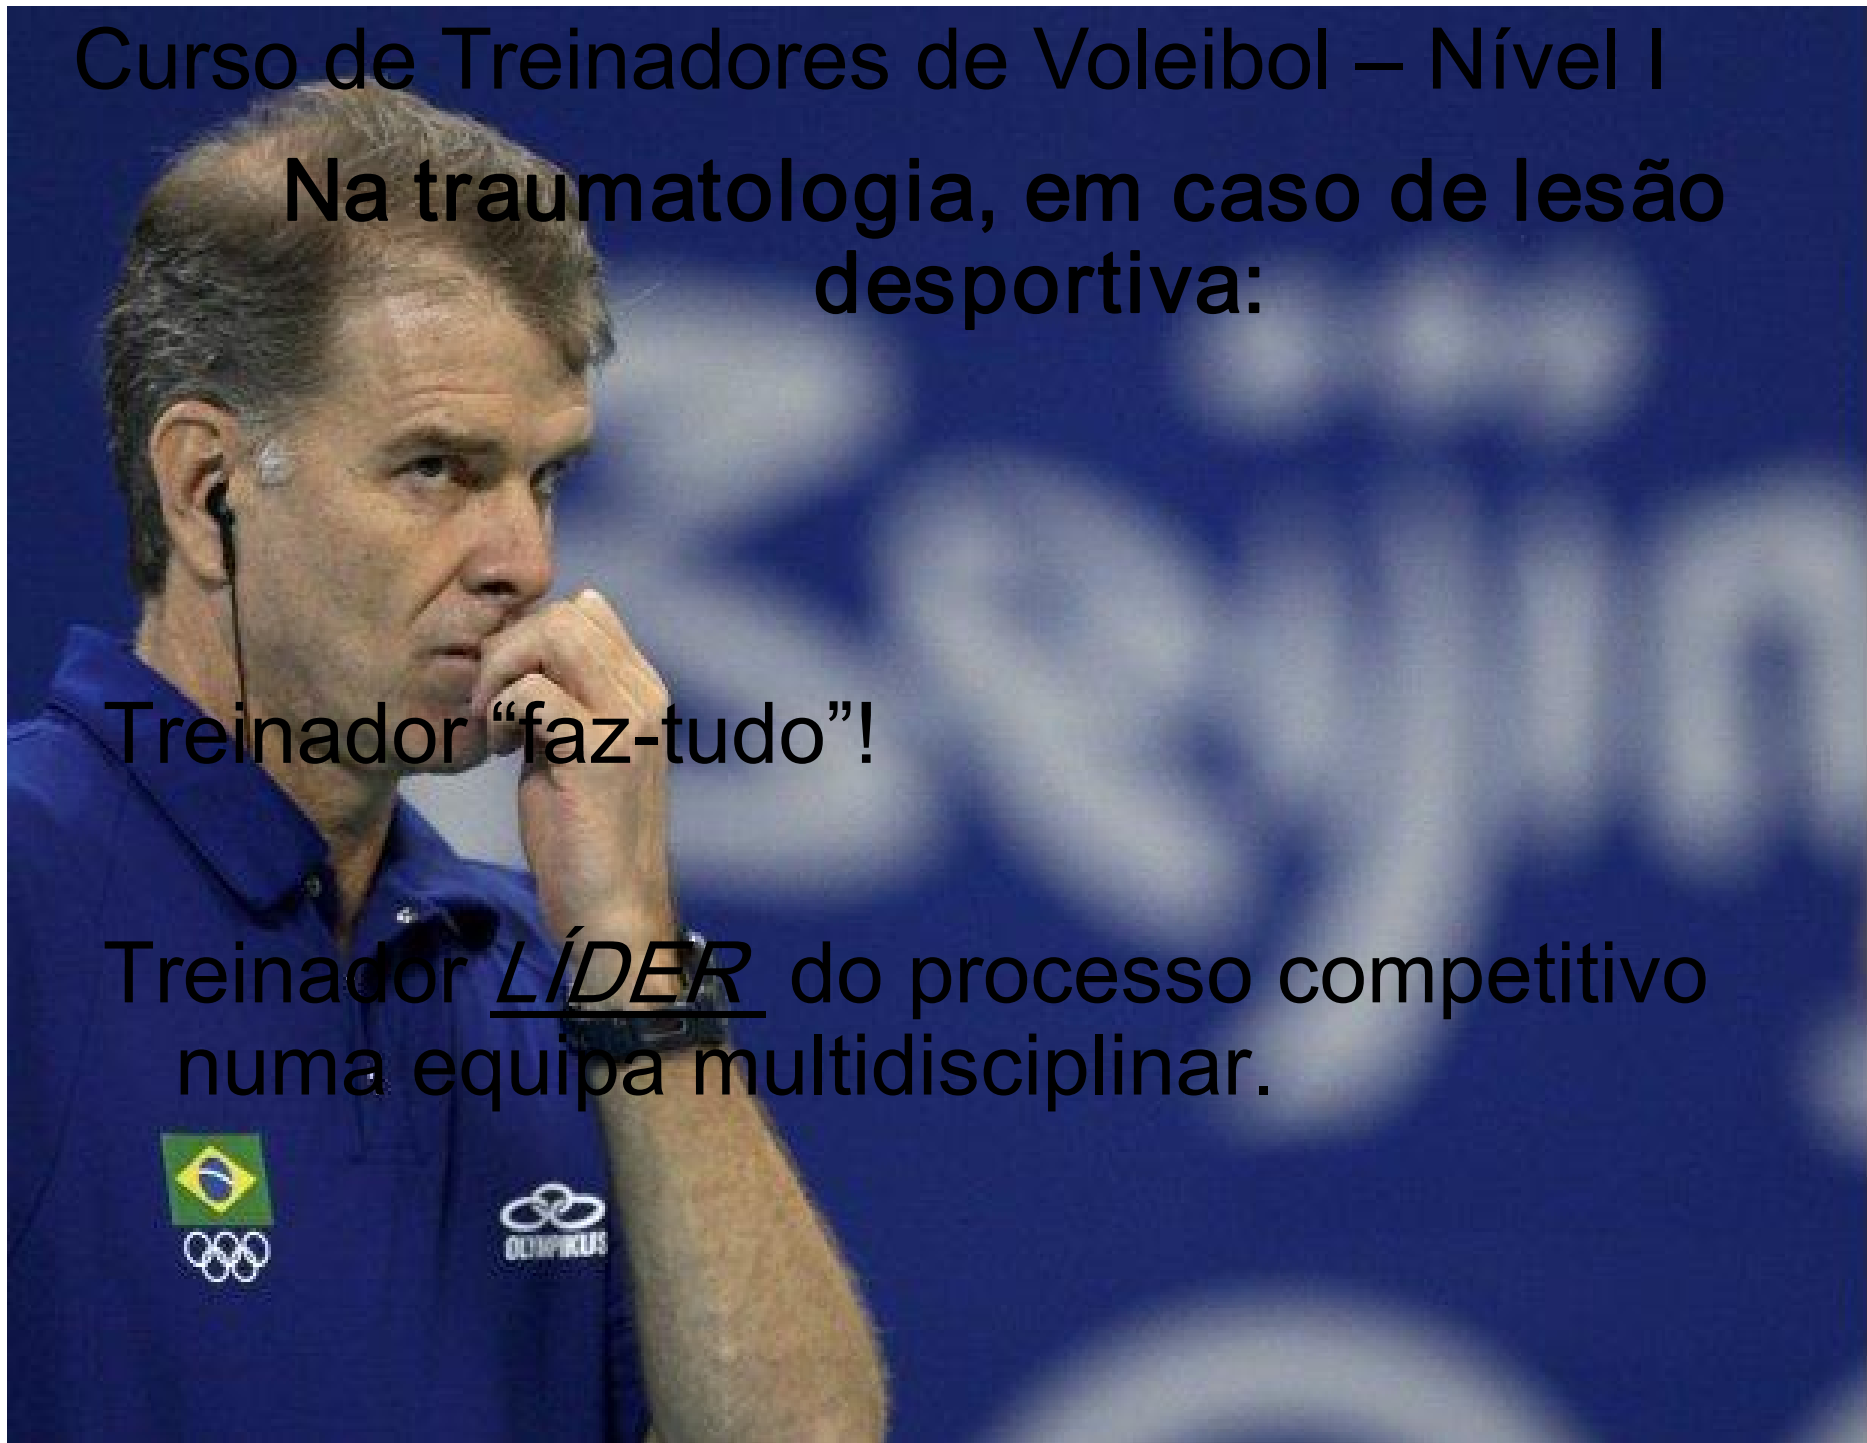 Curso de Treinadores de Voleibol – Nível I
Na traumatologia, em caso de lesão
desportiva:
Treinador “faz-tudo”!
Treinador LÍDER do processo competitivo
numa equipa multidisciplinar.
OLYMPIKUS